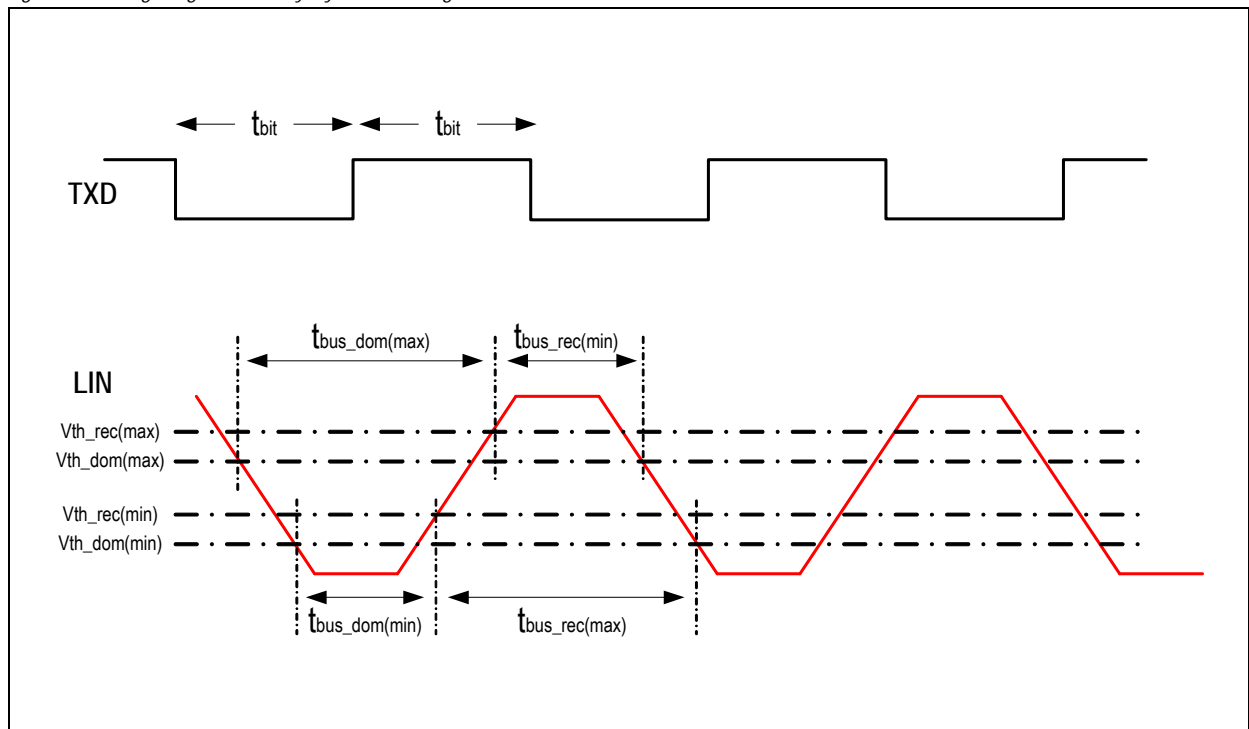 tbit tbit
TXD
tbus_dom(max) tbus_rec(min)
LIN
Vth_rec(max)
Vth_dom(max)
Vth_rec(min)
Vth_dom(min)
tbus_dom(min) tbus_rec(max)